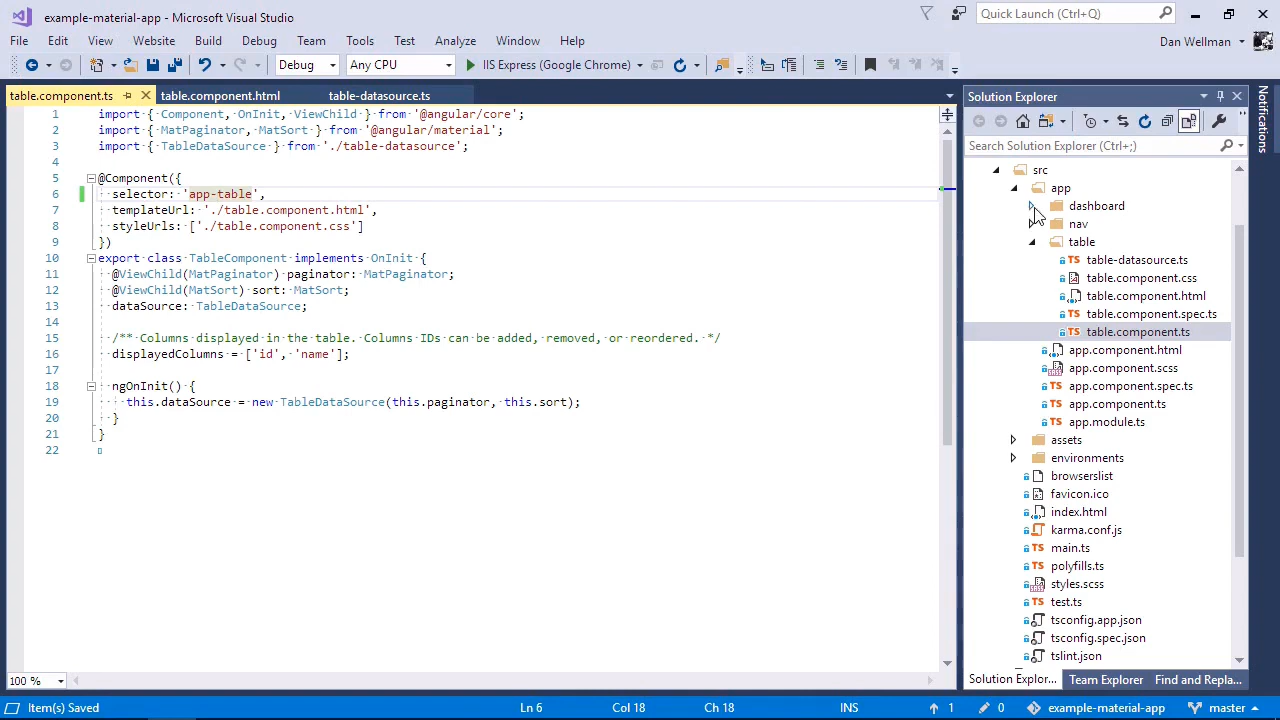 example-material-app - Microsoft Visual Studio
Quick Launch (Ctrl+Q)
File Edit View Website Build Debug Team Tools Test Analyze Window Help
Dan Wellman
Debug Any CPU IIS Express (Google Chrome)
table.component.ts table.component.html table-datasource.ts
1 import { Component, OnInit, ViewChild } from '@angular/core';
2 import { MatPaginator, MatSort } from '@angular/material';
3 import { TableDataSource } from './table-datasource';
4
5 @Component({
6 selector: 'app-table',
7 templateUrl: './table.component.html',
8 styleUrls: ['./table.component.css']
9 })
10 export class TableComponent implements OnInit {
11 @ViewChild(MatPaginator) paginator: MatPaginator;
12 @ViewChild(MatSort) sort: MatSort;
13 dataSource: TableDataSource;
14
15 /** Columns displayed in the table. Columns IDs can be added, removed, or reordered. */
16 displayedColumns = ['id', 'name'];
17
18 ngOnInit() {
19 this.dataSource = new TableDataSource(this.paginator, this.sort);
20 }
21 }
22
100 %
Solution Explorer
Search Solution Explorer (Ctrl+;)
src
app
dashboard
nav
table
TS table-datasource.ts
table.component.css
table.component.html
TS table.component.spec.ts
TS table.component.ts
app.component.html
app.component.scss
TS app.component.spec.ts
TS app.component.ts
TS app.module.ts
assets
environments
browserslist
favicon.ico
index.html
karma.conf.js
TS main.ts
TS polyfills.ts
styles.scss
TS test.ts
tsconfig.app.json
tsconfig.spec.json
tslint.json
Solution Explor... Team Explorer Find and Repla...
Notifications
Item(s) Saved Ln 6 Col 18 Ch 18 INS 1 0 example-material-app master